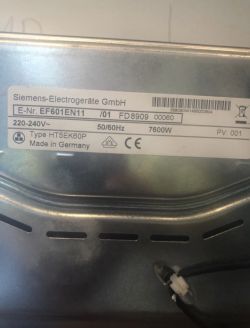 Siemens-Electrogeräte GmbH
E-Nr. EF601EN11 /01 FD 8909 00060
220-240V~ 50/60Hz 7600W
Type HT5EK60P PV. 001
Made in Germany